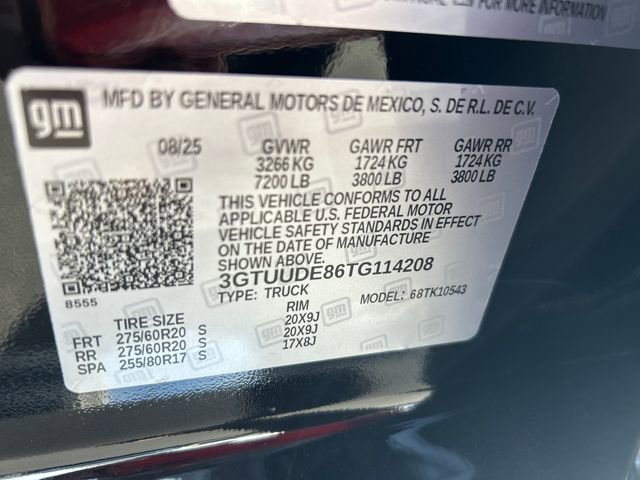 FOR MORE INFORMATION
gm
MFD BY GENERAL MOTORS DE MEXICO, S. DE R.L. DE C.V.
08/25 GVWR GAWR FRT GAWR RR
3266 KG 1724 KG 1724 KG
7200 LB 3800 LB 3800 LB
THIS VEHICLE CONFORMS TO ALL
APPLICABLE U.S. FEDERAL MOTOR
VEHICLE SAFETY STANDARDS IN EFFECT
ON THE DATE OF MANUFACTURE
SHOWN ABOVE.
3GTUUDE86TG114208
8555 TYPE: TRUCK MODEL: 68TK10543
TIRE SIZE RIM
FRT 275/60R20 S 20X9J
RR 275/60R20 S 20X9J
SPA 255/80R17 S 17X8J